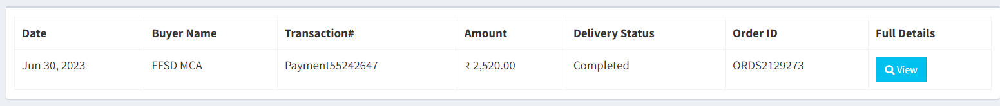 Date Buyer Name Transaction# Amount Delivery Status Order ID Full Details
Jun 30, 2023 FFSD MCA Payment55242647 ₹ 2,520.00 Completed ORDS2129273 View